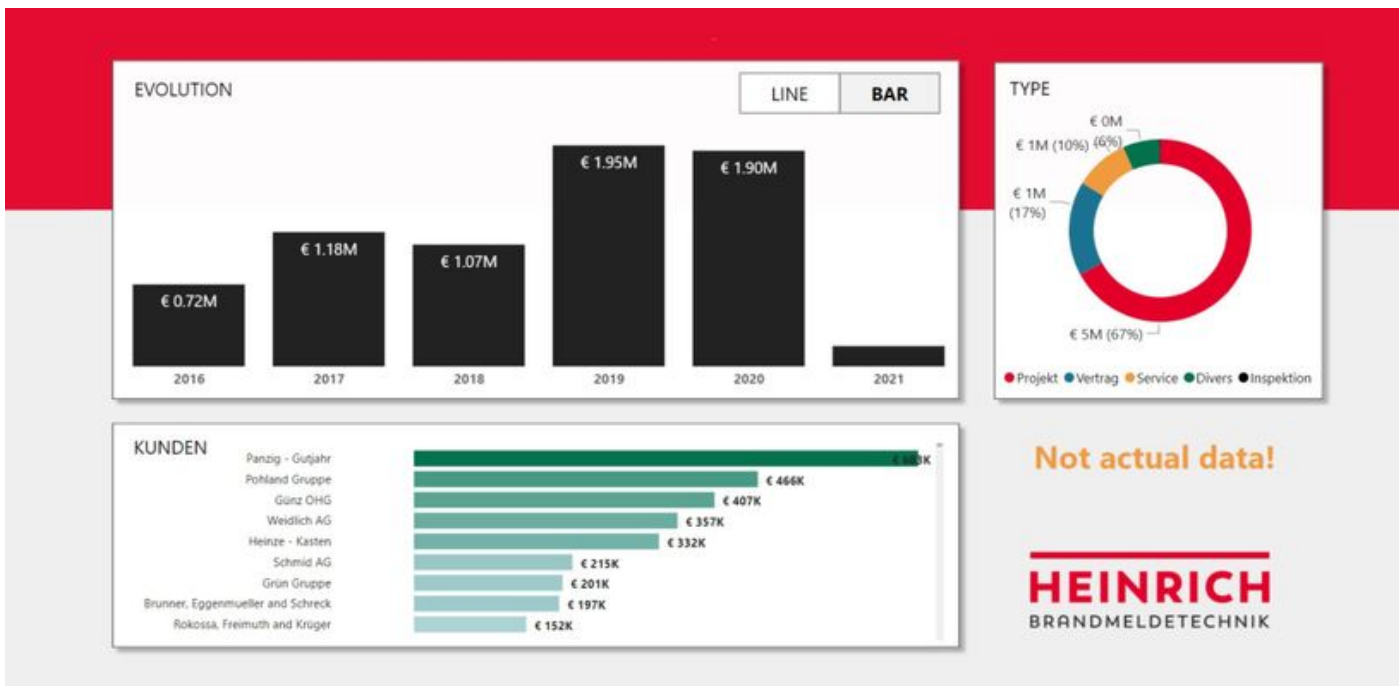 EVOLUTION
LINE
BAR
€ 0.72M
€ 1.18M
€ 1.07M
€ 1.95M
€ 1.90M
2016
2017
2018
2019
2020
2021
TYPE
€ 0M
(6%)
€ 1M (10%)
€ 1M
(17%)
€ 5M (67%)
Projekt Vertrag Service Divers Inspektion
KUNDEN
Panzig - Gutjahr
Pohland Gruppe € 466K
Günz OHG € 407K
Weidlich AG € 357K
Heinze - Kasten € 332K
Schmid AG € 215K
Grün Gruppe € 201K
Brunner, Eggenmueller and Schreck € 197K
Rokossa, Freimuth and Krüger € 152K
Not actual data!
HEINRICH
BRANDMELDETECHNIK